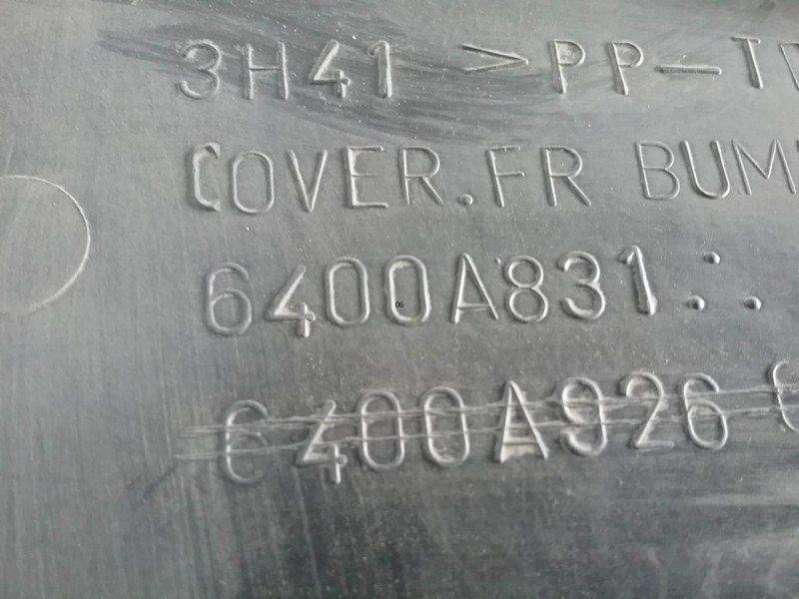 3H41 >PP-T
COVER.FR BUM
6400A831
6400A926